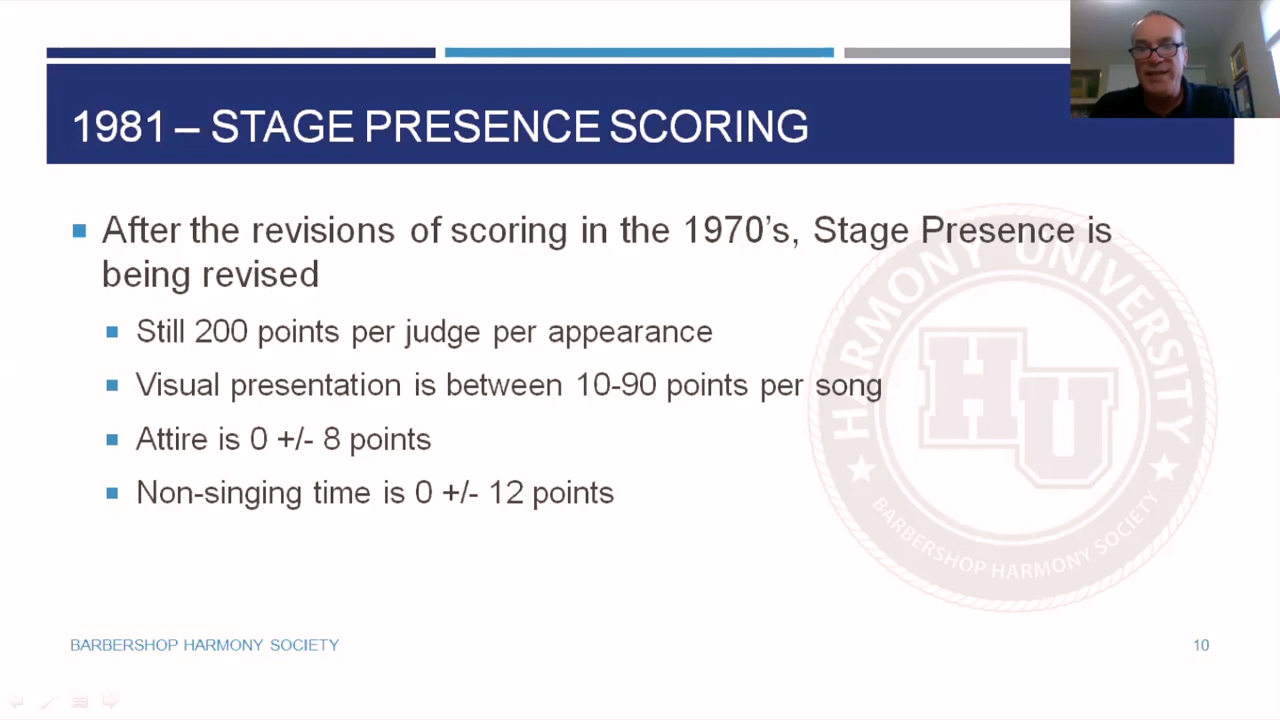 1981 – STAGE PRESENCE SCORING
After the revisions of scoring in the 1970’s, Stage Presence is
being revised
Still 200 points per judge per appearance
Visual presentation is between 10-90 points per song
Attire is 0 +/- 8 points
Non-singing time is 0 +/- 12 points
HARMONY UNIVERSITY
HU
BARBERSHOP HARMONY SOCIETY
BARBERSHOP HARMONY SOCIETY
10